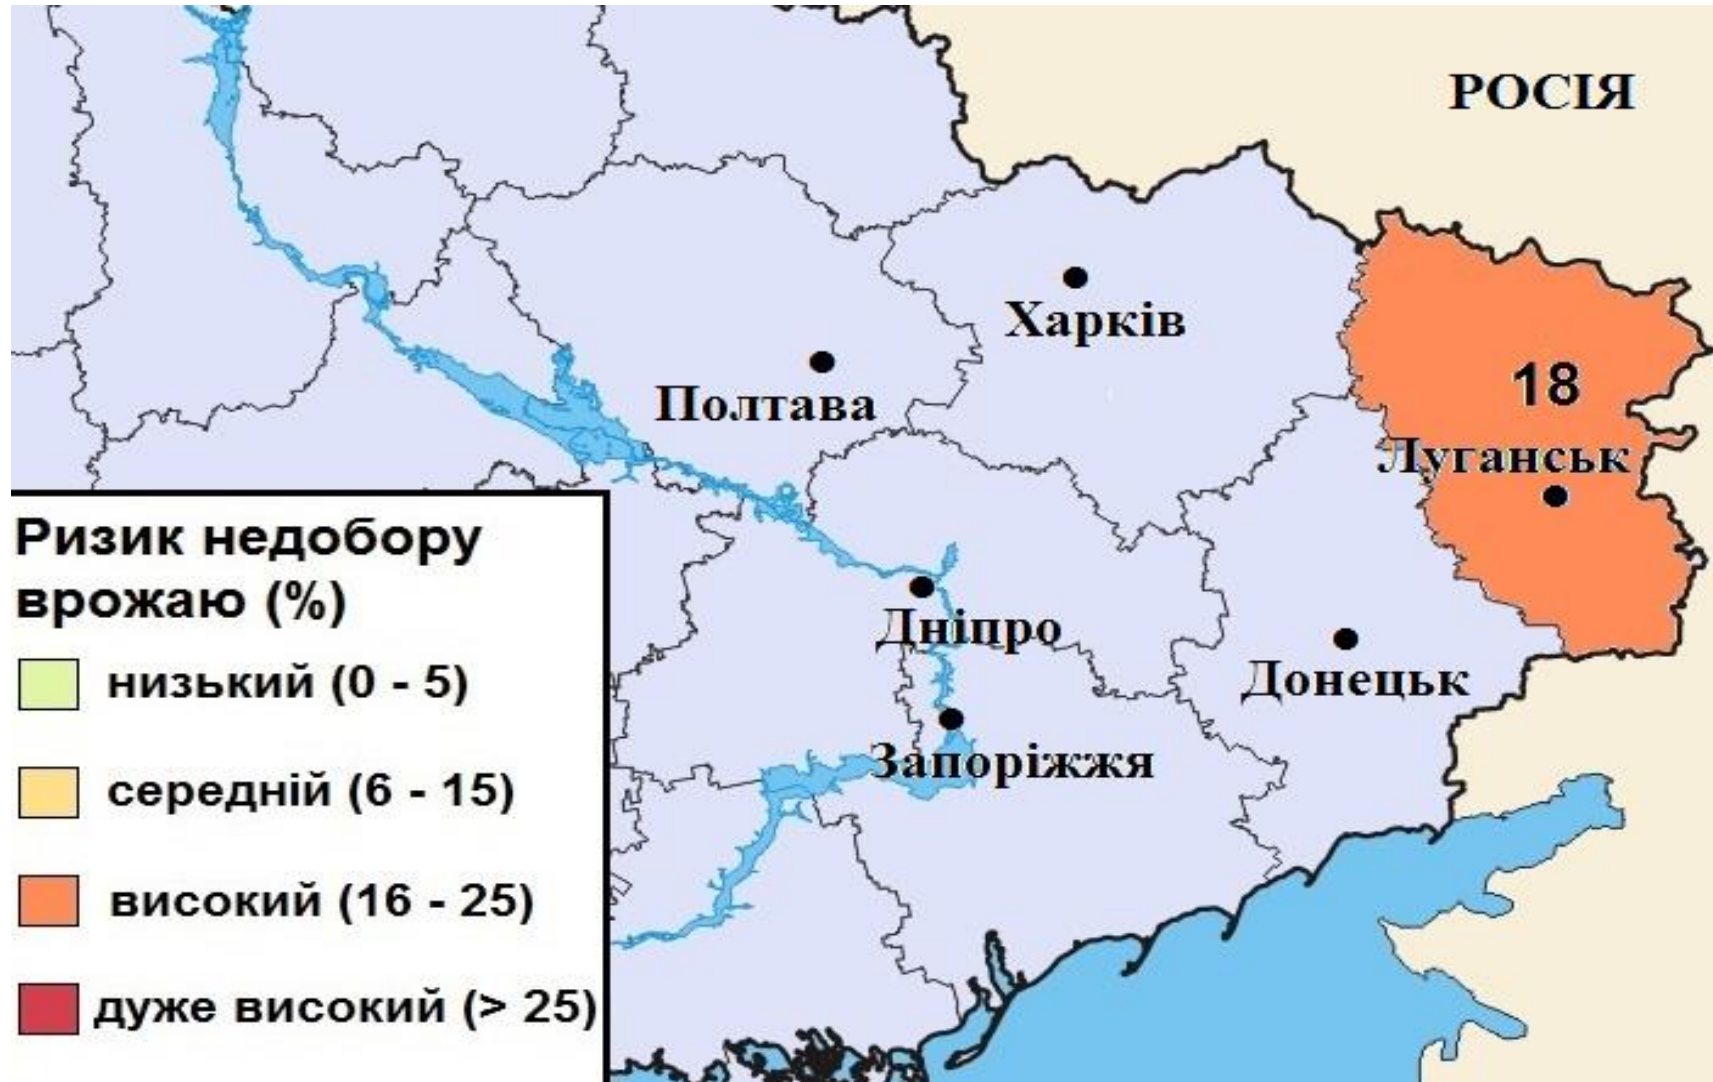 РОСІЯ
Харків
Полтава
18
Луганськ
Ризик недобору
врожаю (%)
Дніпро
Донецьк
низький (0 - 5)
Запоріжжя
середній (6 - 15)
високий (16 - 25)
дуже високий (> 25)